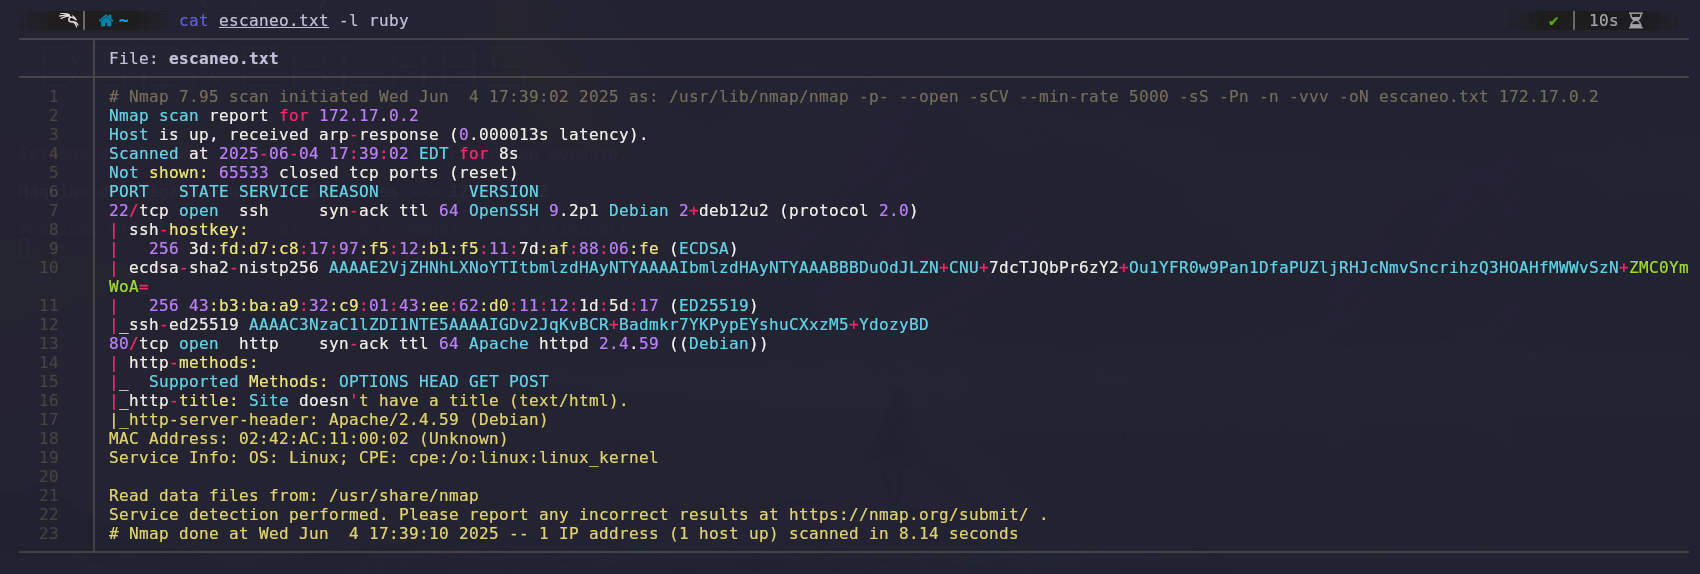 ~ cat escaneo.txt -l ruby ✔ 10s
File: escaneo.txt
1 # Nmap 7.95 scan initiated Wed Jun  4 17:39:02 2025 as: /usr/lib/nmap/nmap -p- --open -sCV --min-rate 5000 -sS -Pn -n -vvv -oN escaneo.txt 172.17.0.2
2 Nmap scan report for 172.17.0.2
3 Host is up, received arp-response (0.000013s latency).
4 Scanned at 2025-06-04 17:39:02 EDT for 8s
5 Not shown: 65533 closed tcp ports (reset)
6 PORT   STATE SERVICE REASON         VERSION
7 22/tcp open  ssh     syn-ack ttl 64 OpenSSH 9.2p1 Debian 2+deb12u2 (protocol 2.0)
8 | ssh-hostkey:
9 |   256 3d:fd:d7:c8:17:97:f5:12:b1:f5:11:7d:af:88:06:fe (ECDSA)
10 | ecdsa-sha2-nistp256 AAAAE2VjZHNhLXNoYTItbmlzdHAyNTYAAAAIbmlzdHAyNTYAAABBBDuOdJLZN+CNU+7dcTJQbPr6zY2+Ou1YFR0w9Pan1DfaPUZljRHJcNmvSncrihzQ3HOAHfMWWvSzN+ZMC0Ym
WoA=
11 |   256 43:b3:ba:a9:32:c9:01:43:ee:62:d0:11:12:1d:5d:17 (ED25519)
12 |_ssh-ed25519 AAAAC3NzaC1lZDI1NTE5AAAAIGDv2JqKvBCR+Badmkr7YKPypEYshuCXxzM5+YdozyBD
13 80/tcp open  http    syn-ack ttl 64 Apache httpd 2.4.59 ((Debian))
14 | http-methods:
15 |_  Supported Methods: OPTIONS HEAD GET POST
16 |_http-title: Site doesn't have a title (text/html).
17 |_http-server-header: Apache/2.4.59 (Debian)
18 MAC Address: 02:42:AC:11:00:02 (Unknown)
19 Service Info: OS: Linux; CPE: cpe:/o:linux:linux_kernel
20
21 Read data files from: /usr/share/nmap
22 Service detection performed. Please report any incorrect results at https://nmap.org/submit/ .
23 # Nmap done at Wed Jun  4 17:39:10 2025 -- 1 IP address (1 host up) scanned in 8.14 seconds